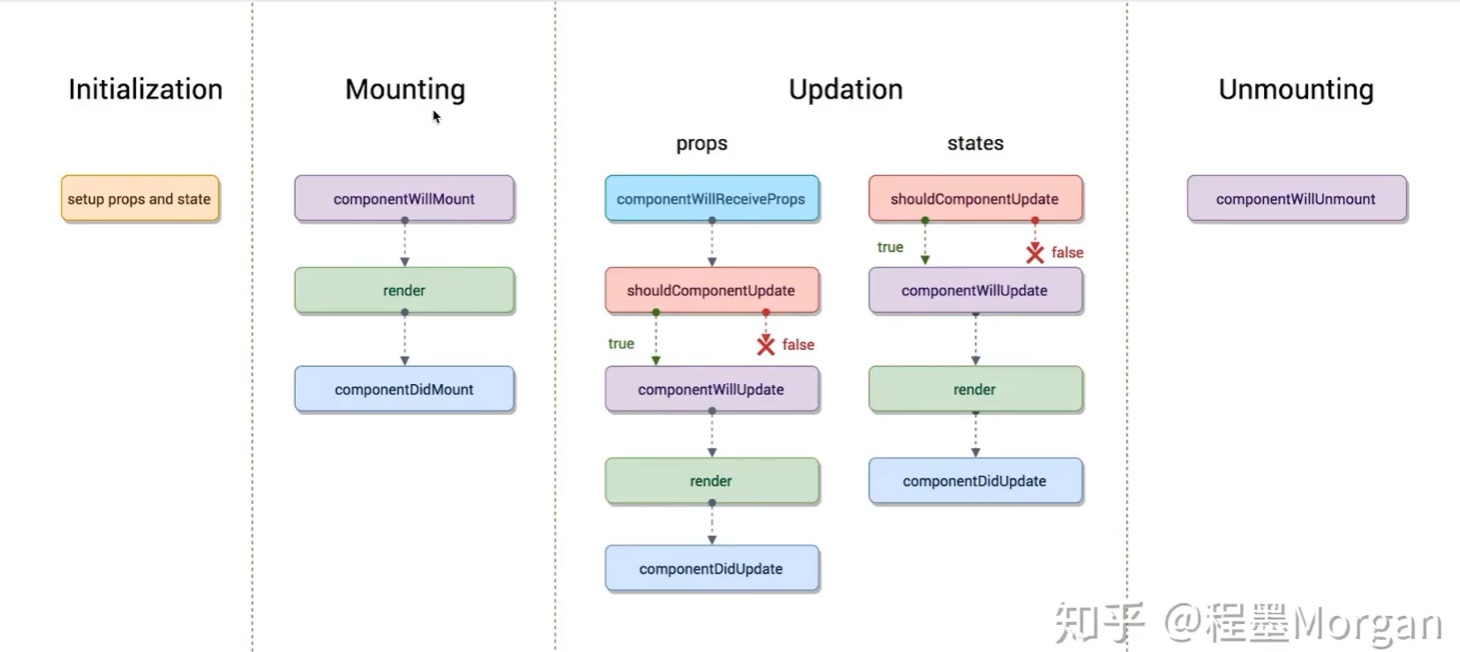 Initialization
Mounting
Updation
Unmounting
props
states
setup props and state
componentWillMount
render
componentDidMount
componentWillReceiveProps
shouldComponentUpdate
true
false
componentWillUpdate
render
componentDidUpdate
shouldComponentUpdate
true
false
componentWillUpdate
render
componentDidUpdate
componentWillUnmount
知乎 @程墨Morgan